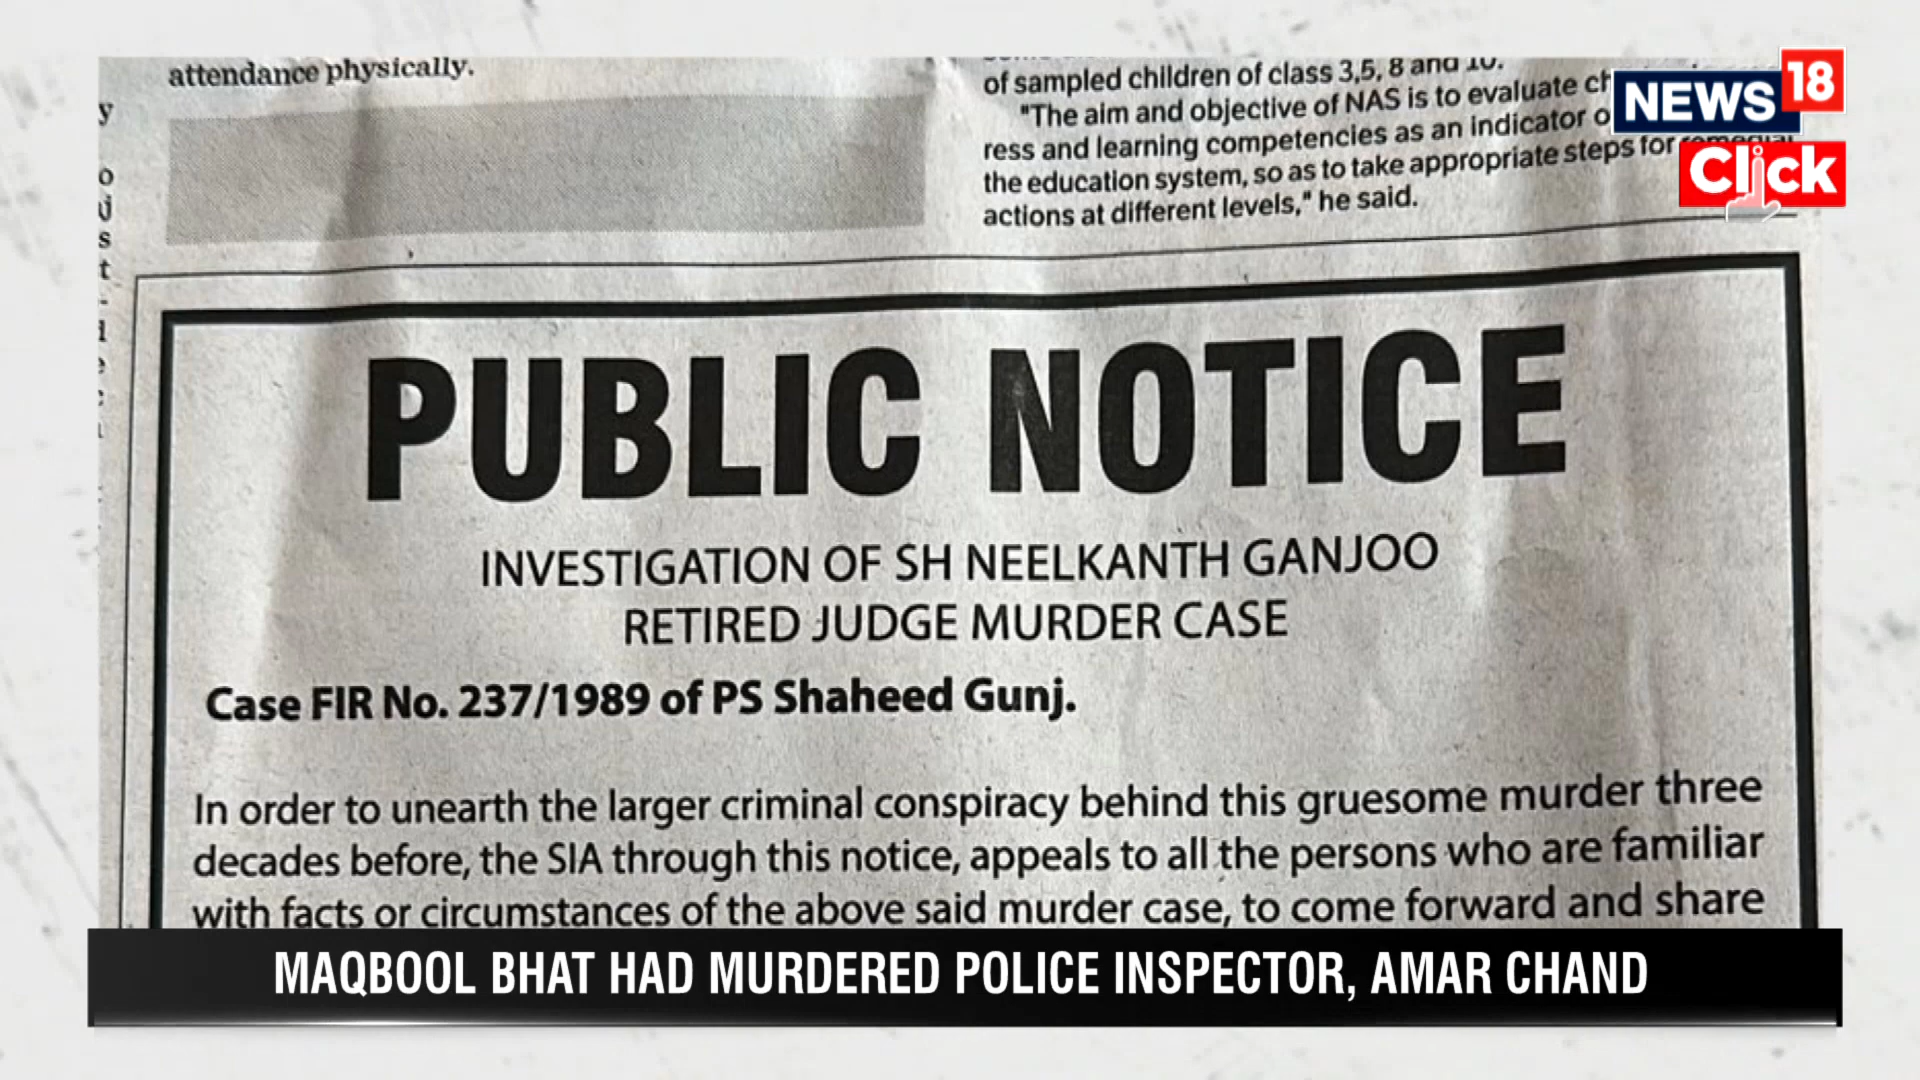 attendance physically.
y
o
s
t
of sampled children of class 3,5, 8 and 10.
"The aim and objective of NAS is to evaluate
ress and learning competencies as an indicator
the education system, so as to take appropriate steps for remedial
actions at different levels," he said.
NEWS 18
Click
PUBLIC NOTICE
INVESTIGATION OF SH NEELKANTH GANJOO
RETIRED JUDGE MURDER CASE
Case FIR No. 237/1989 of PS Shaheed Gunj.
In order to unearth the larger criminal conspiracy behind this gruesome murder three
decades before, the SIA through this notice, appeals to all the persons who are familiar
with facts or circumstances of the above said murder case, to come forward and share
MAQBOOL BHAT HAD MURDERED POLICE INSPECTOR, AMAR CHAND